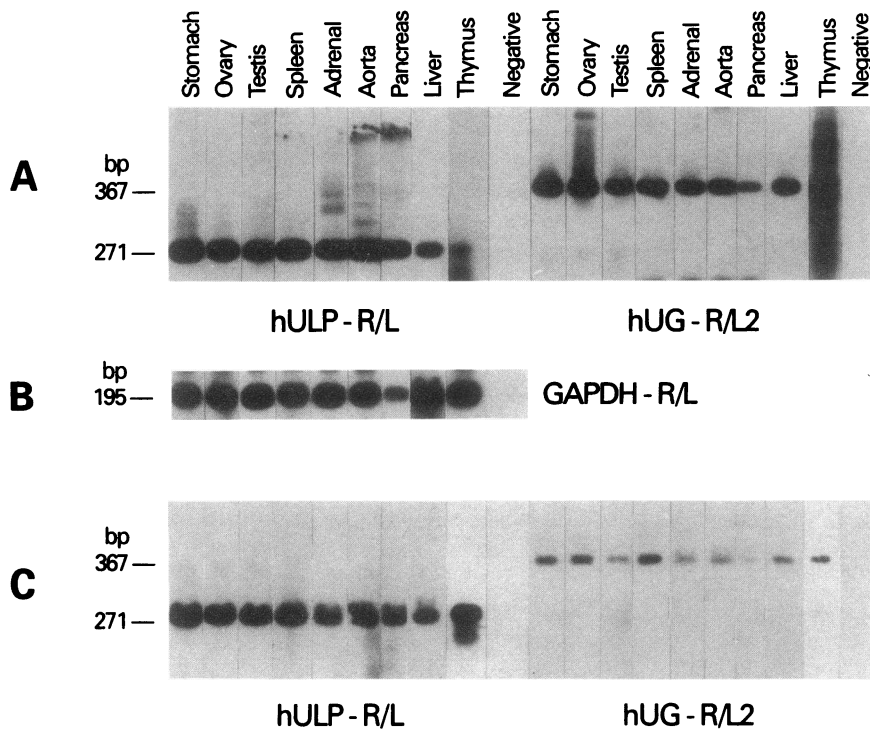 Stomach Ovary Testis Spleen Adrenal Aorta Pancreas Liver Thymus Negative Stomach Ovary Testis Spleen Adrenal Aorta Pancreas Liver Thymus Negative
A
bp
367
271
hULP - R/L hUG - R/L2
B
bp
195
GAPDH - R/L
C
bp
367
271
hULP - R/L hUG - R/L2